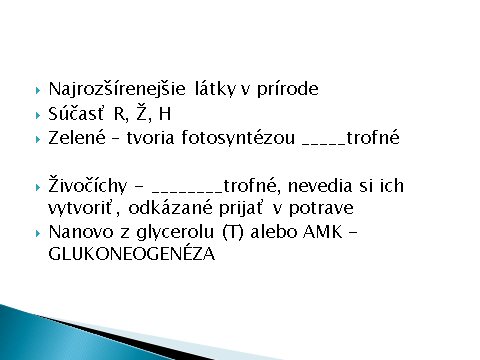 Najrozšírenejšie látky v prírode
Súčasť R, Ž, H
Zelené – tvoria fotosyntézou _____trofné
Živočíchy - ________trofné, nevedia si ich
vytvoriť, odkázané prijať v potrave
Nanovo z glycerolu (T) alebo AMK –
GLUKONEOGENÉZA